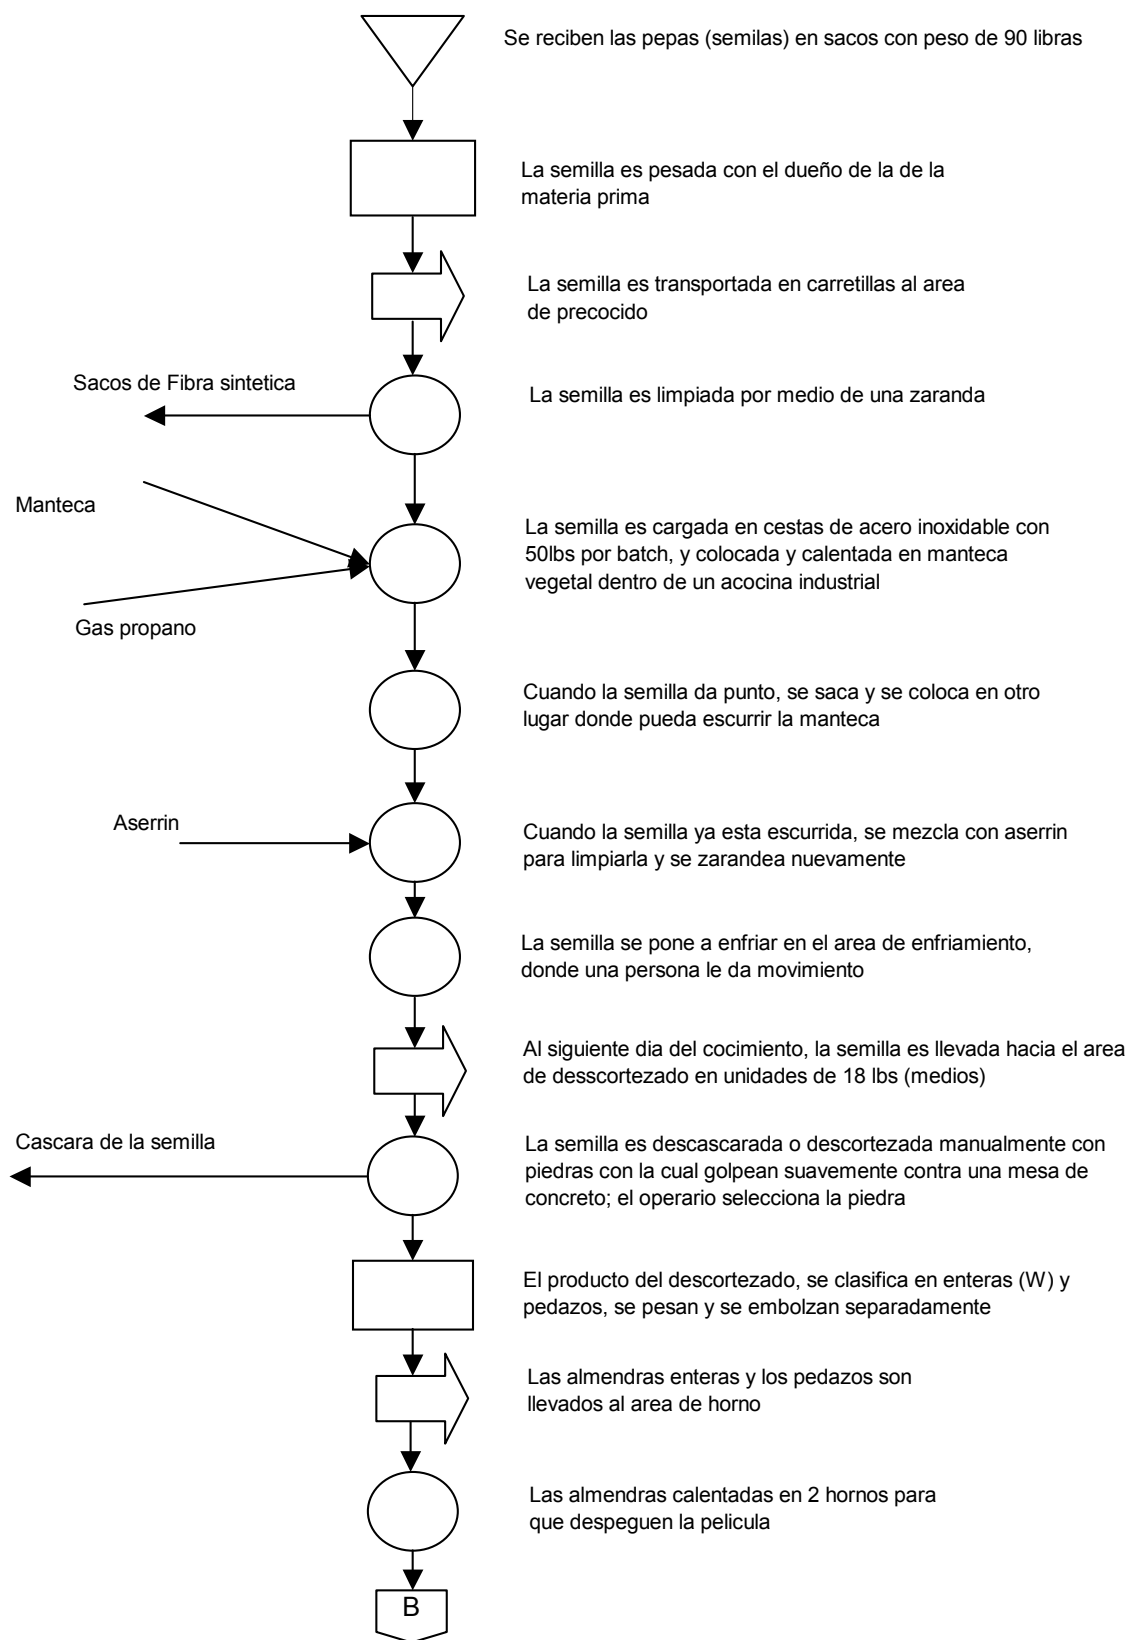 Se reciben las pepas (semilas) en sacos con peso de 90 libras
La semilla es pesada con el dueño de la de la
materia prima
La semilla es transportada en carretillas al area
de precocido
Sacos de Fibra sintetica
La semilla es limpiada por medio de una zaranda
Manteca
La semilla es cargada en cestas de acero inoxidable con
50lbs por batch, y colocada y calentada en manteca
vegetal dentro de un acocina industrial
Gas propano
Cuando la semilla da punto, se saca y se coloca en otro
lugar donde pueda escurrir la manteca
Aserrin
Cuando la semilla ya esta escurrida, se mezcla con aserrin
para limpiarla y se zarandea nuevamente
La semilla se pone a enfriar en el area de enfriamiento,
donde una persona le da movimiento
Al siguiente dia del cocimiento, la semilla es llevada hacia el area
de desscortezado en unidades de 18 lbs (medios)
Cascara de la semilla
La semilla es descascarada o descortezada manualmente con
piedras con la cual golpean suavemente contra una mesa de
concreto; el operario selecciona la piedra
El producto del descortezado, se clasifica en enteras (W) y
pedazos, se pesan y se embolzan separadamente
Las almendras enteras y los pedazos son
llevados al area de horno
Las almendras calentadas en 2 hornos para
que despeguen la pelicula
B